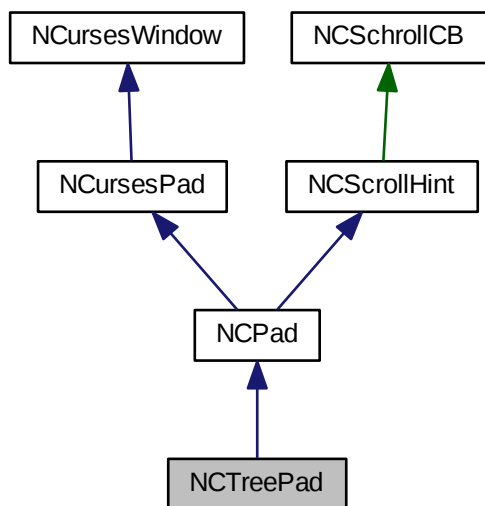 NCursesWindow
NCSchrollCB
NCursesPad
NCScrollHint
NCPad
NCTreePad